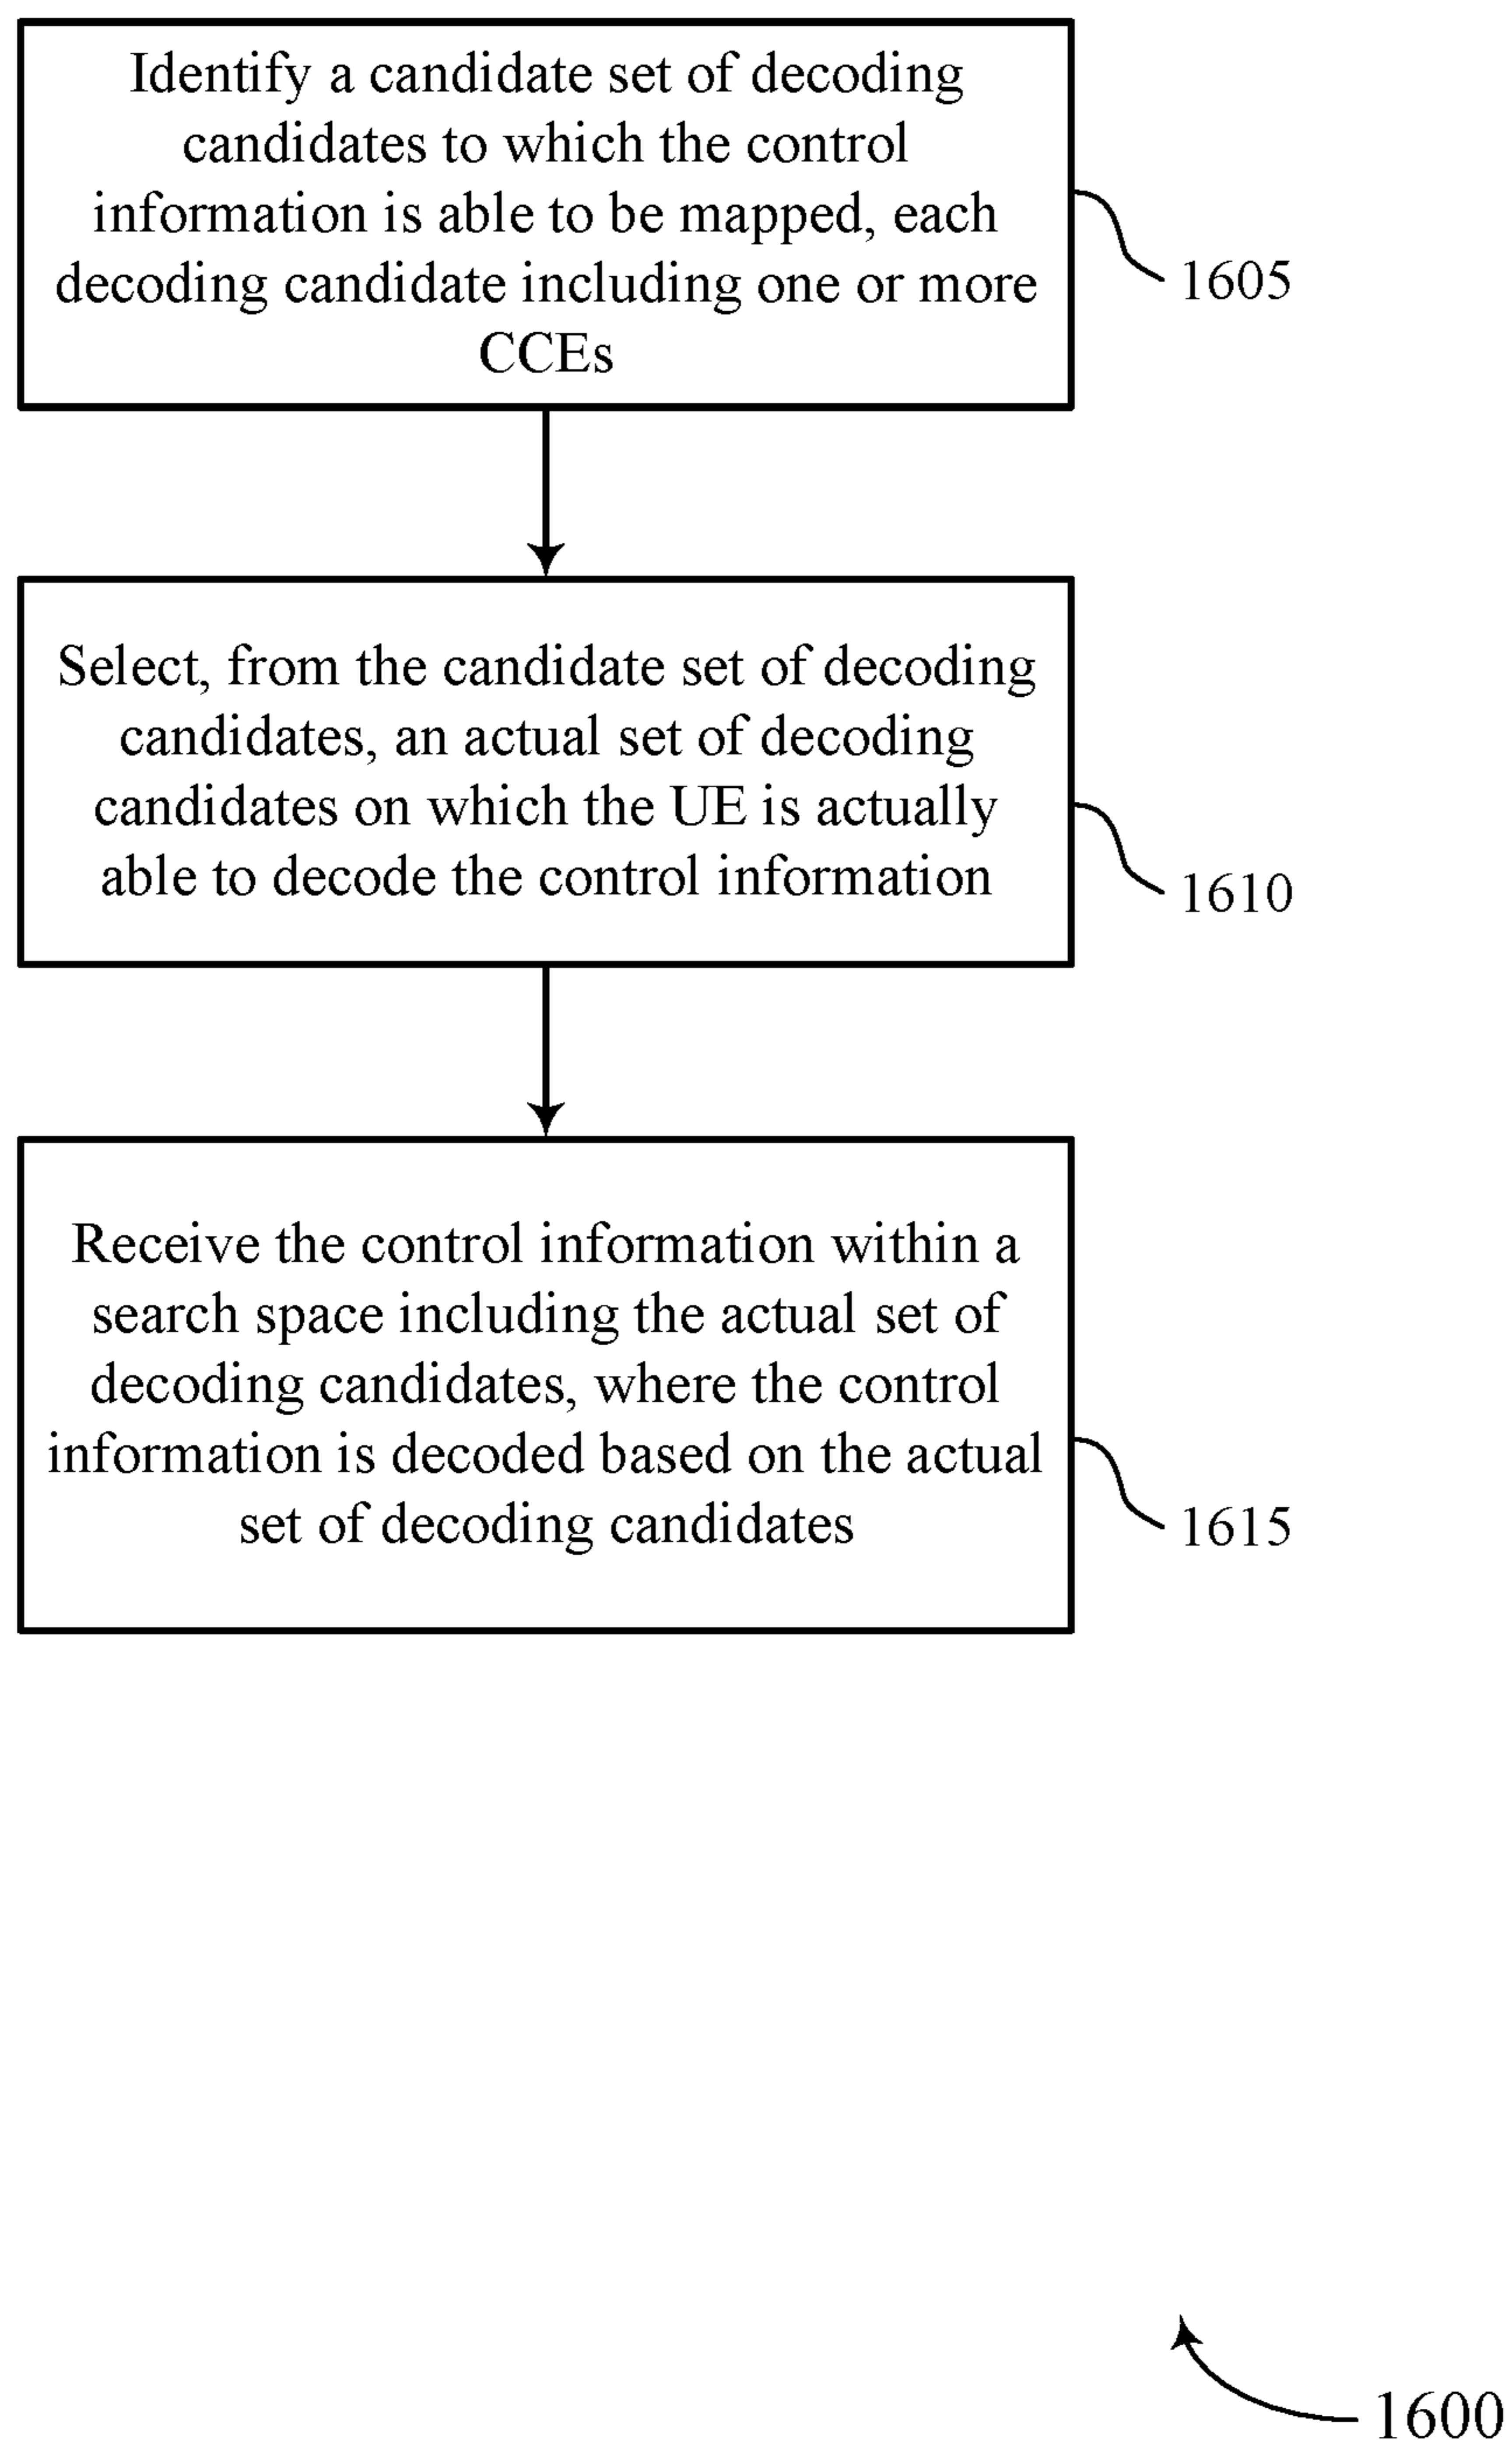 Identify a candidate set of decoding
candidates to which the control
information is able to be mapped, each
decoding candidate including one or more
CCEs
1605
Select, from the candidate set of decoding
candidates, an actual set of decoding
candidates on which the UE is actually
able to decode the control information
1610
Receive the control information within a
search space including the actual set of
decoding candidates, where the control
information is decoded based on the actual
set of decoding candidates
1615
1600